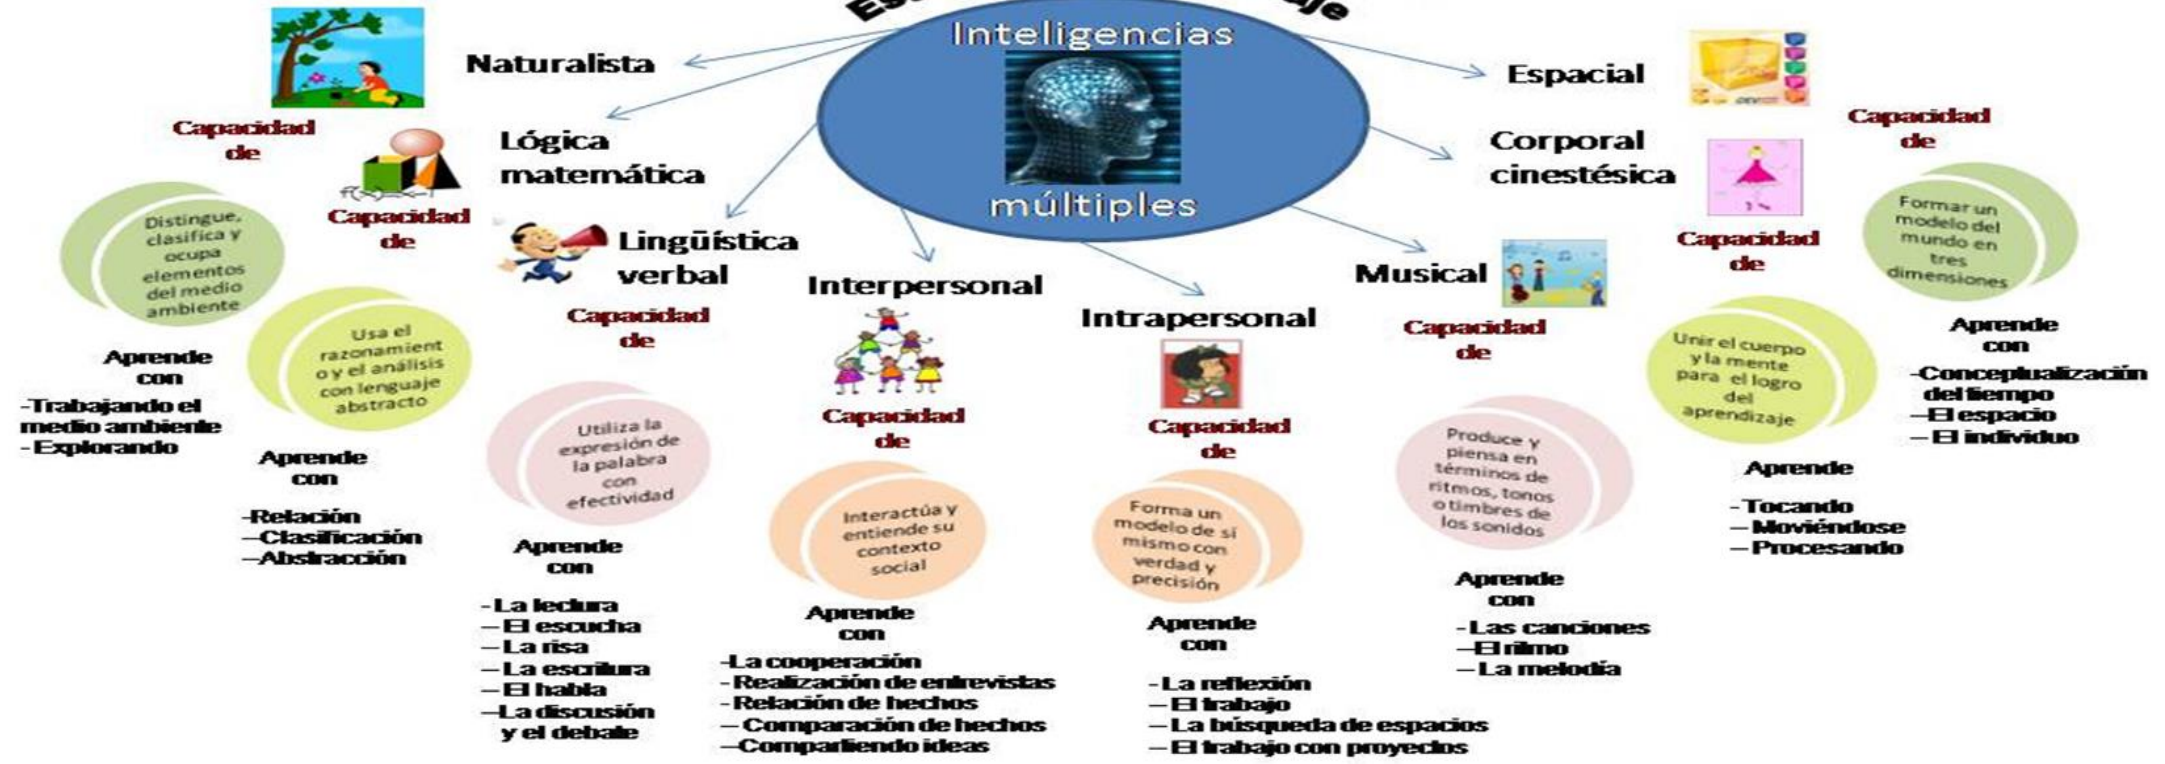 Inteligencias
múltiples
Naturalista
Capacidad
de
Distingue,
clasifica y
ocupa
elementos
del medio
ambiente
Aprende
con
-Trabajando el
medio ambiente
- Explorando
Lógica
matemática
Capacidad
de
Usa el
razonamient
o y el análisis
con lenguaje
abstracto
Aprende
con
-Relación
–Clasificación
–Abstracción
Lingüística
verbal
Capacidad
de
Utiliza la
expresión de
la palabra
con
efectividad
Aprende
con
- La lectura
– El escucha
– La risa
– La escritura
– El habla
–La discusión
y el debate
Interpersonal
Capacidad
de
Interactúa y
entiende su
contexto
social
Aprende
con
-La cooperación
- Realización de entrevistas
- Relación de hechos
– Comparación de hechos
–Compartiendo ideas
Intrapersonal
Capacidad
de
Forma un
modelo de sí
mismo con
verdad y
precisión
Aprende
con
- La reflexión
– El trabajo
– La búsqueda de espacios
– El trabajo con proyectos
Musical
Capacidad
de
Produce y
piensa en
términos de
ritmos, tonos
o timbres de
los sonidos
Aprende
con
- Las canciones
–El ritmo
– La melodía
Corporal
cinestésica
Capacidad
de
Unir el cuerpo
y la mente
para el logro
del
aprendizaje
Aprende
- Tocando
– Moviéndose
– Procesando
Espacial
Capacidad
de
Formar un
modelo del
mundo en
tres
dimensiones
Aprende
con
-Conceptualización
del tiempo
–El espacio
– El individuo